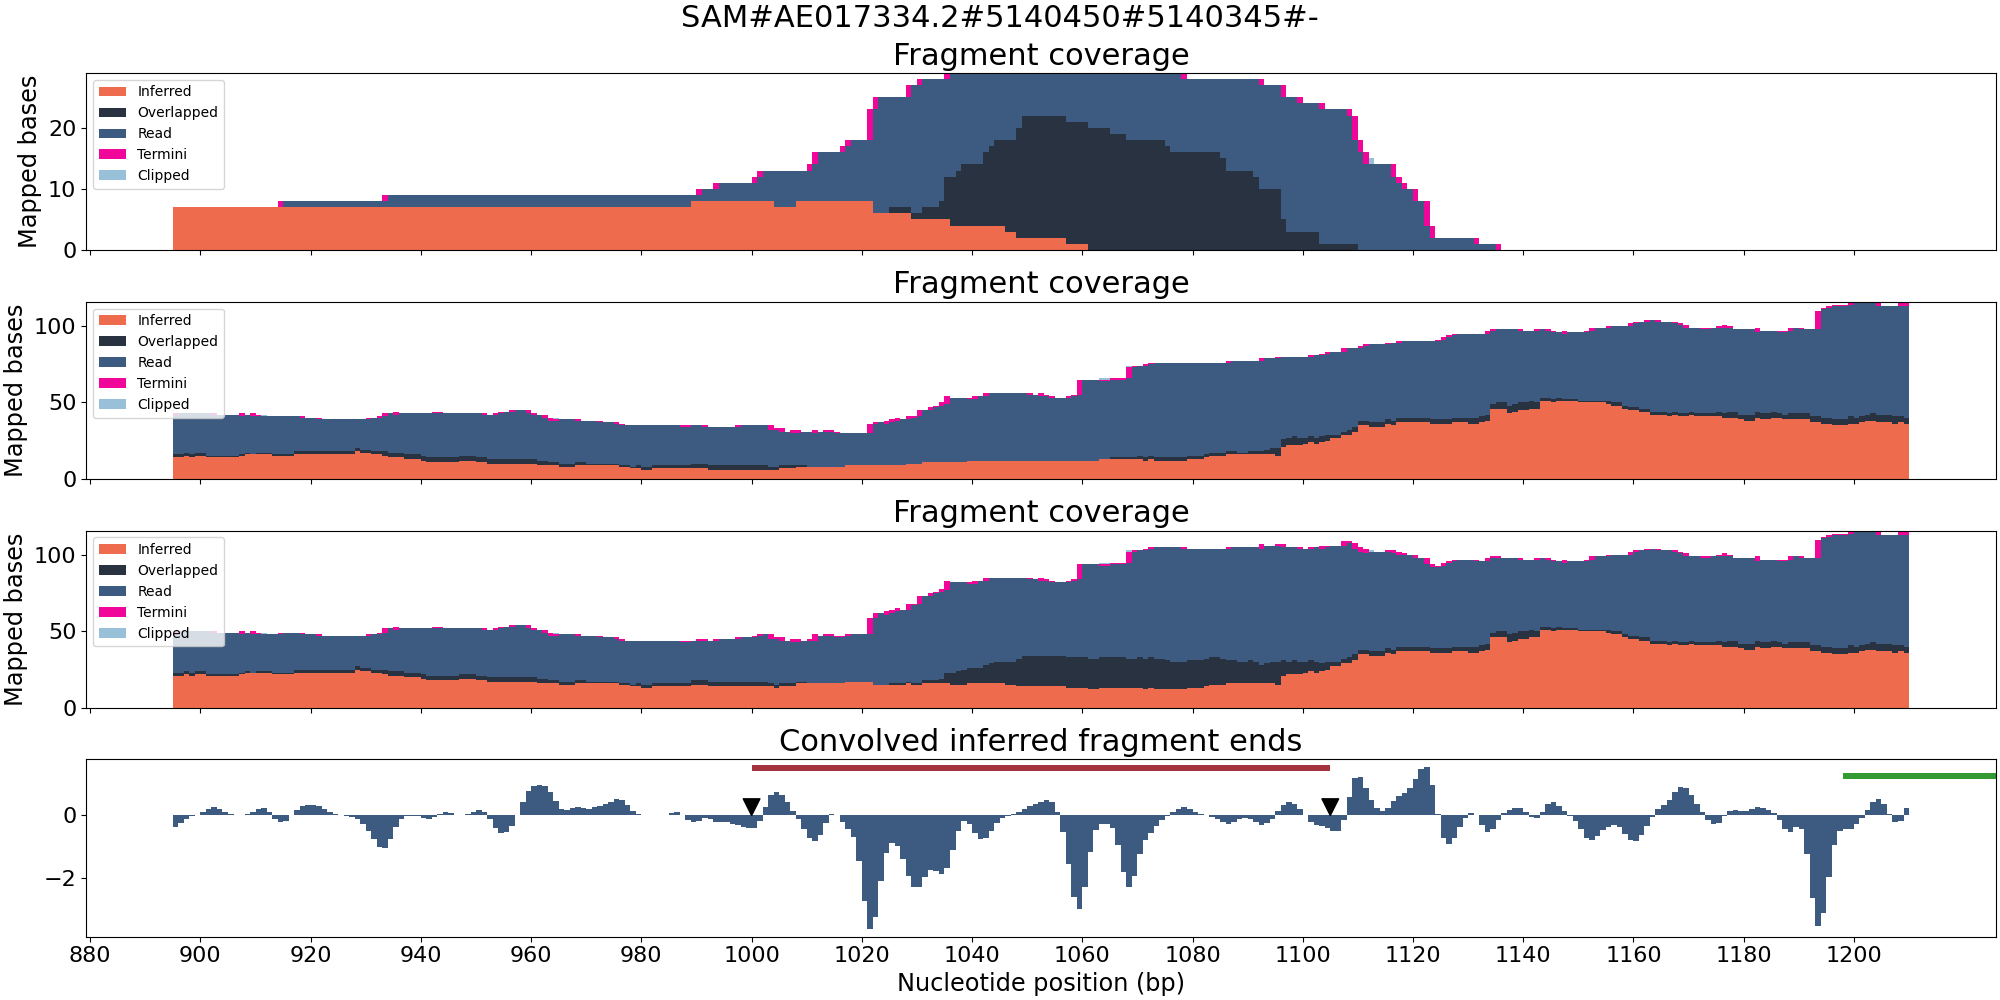 SAM#AE017334.2#5140450#5140345#-
Fragment coverage
Mapped bases
20
10
0
Inferred
Overlapped
Read
Termini
Clipped
Fragment coverage
Mapped bases
100
50
0
Inferred
Overlapped
Read
Termini
Clipped
Fragment coverage
Mapped bases
100
50
0
Inferred
Overlapped
Read
Termini
Clipped
Convolved inferred fragment ends
0
−2
880 900 920 940 960 980 1000 1020 1040 1060 1080 1100 1120 1140 1160 1180 1200
Nucleotide position (bp)